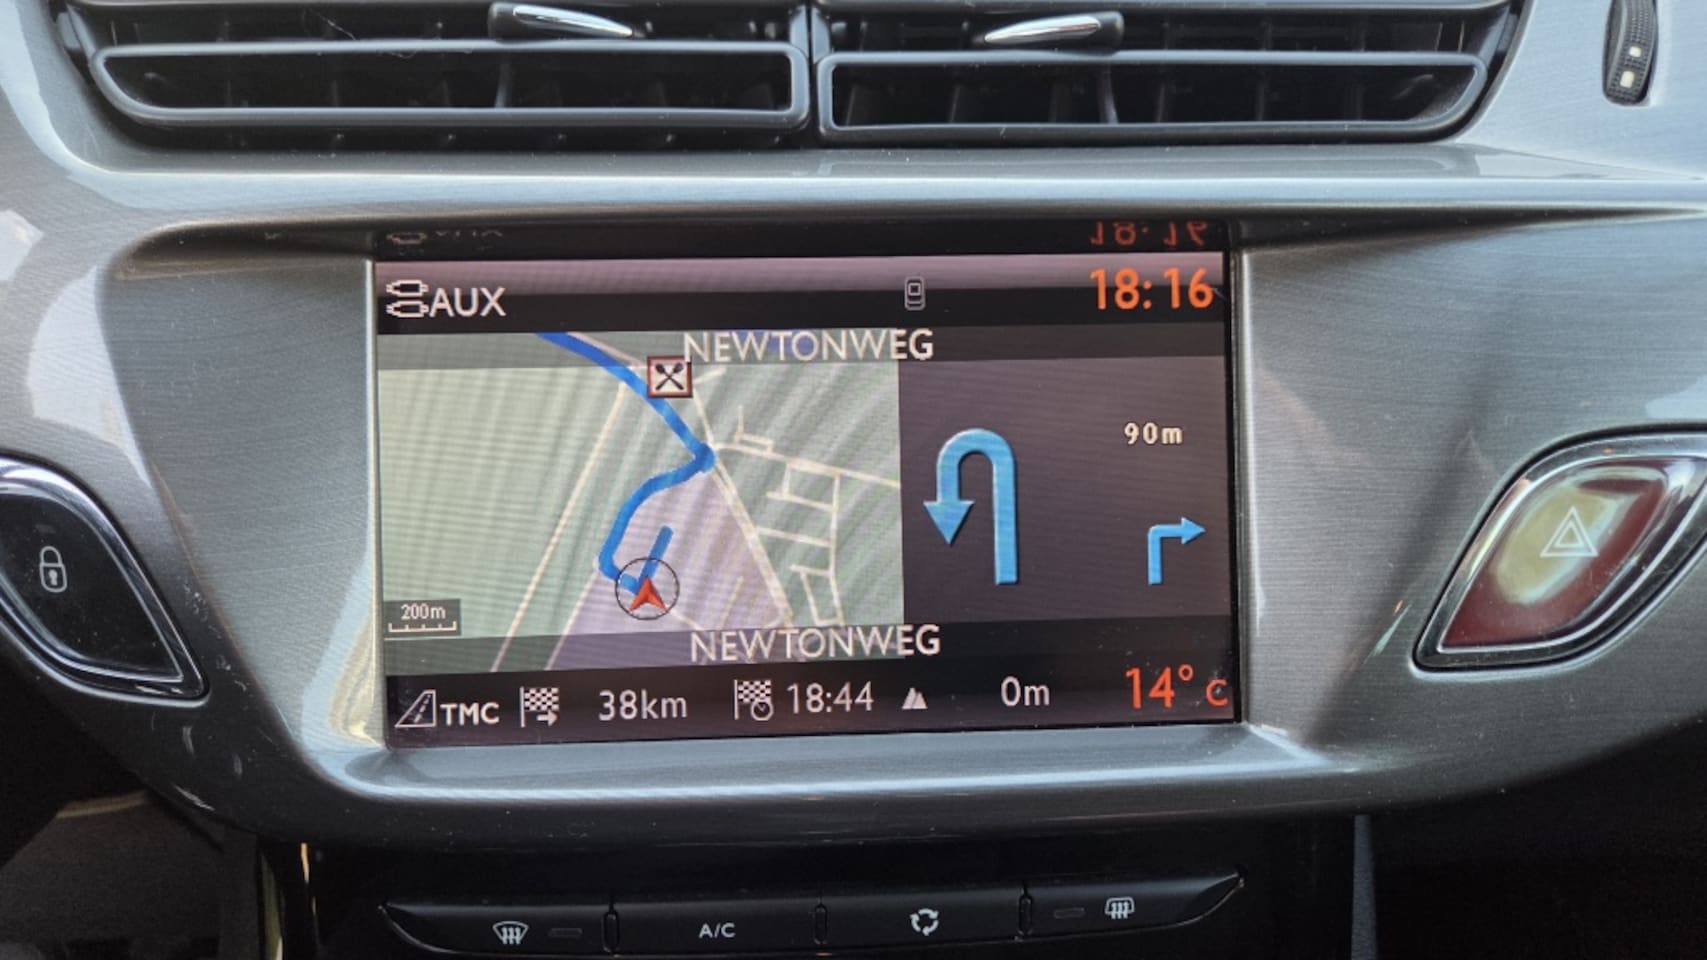 AUX
18:16
NEWTONWEG
90m
200m
NEWTONWEG
TMC 38km 18:44 0m 14° C
A/C